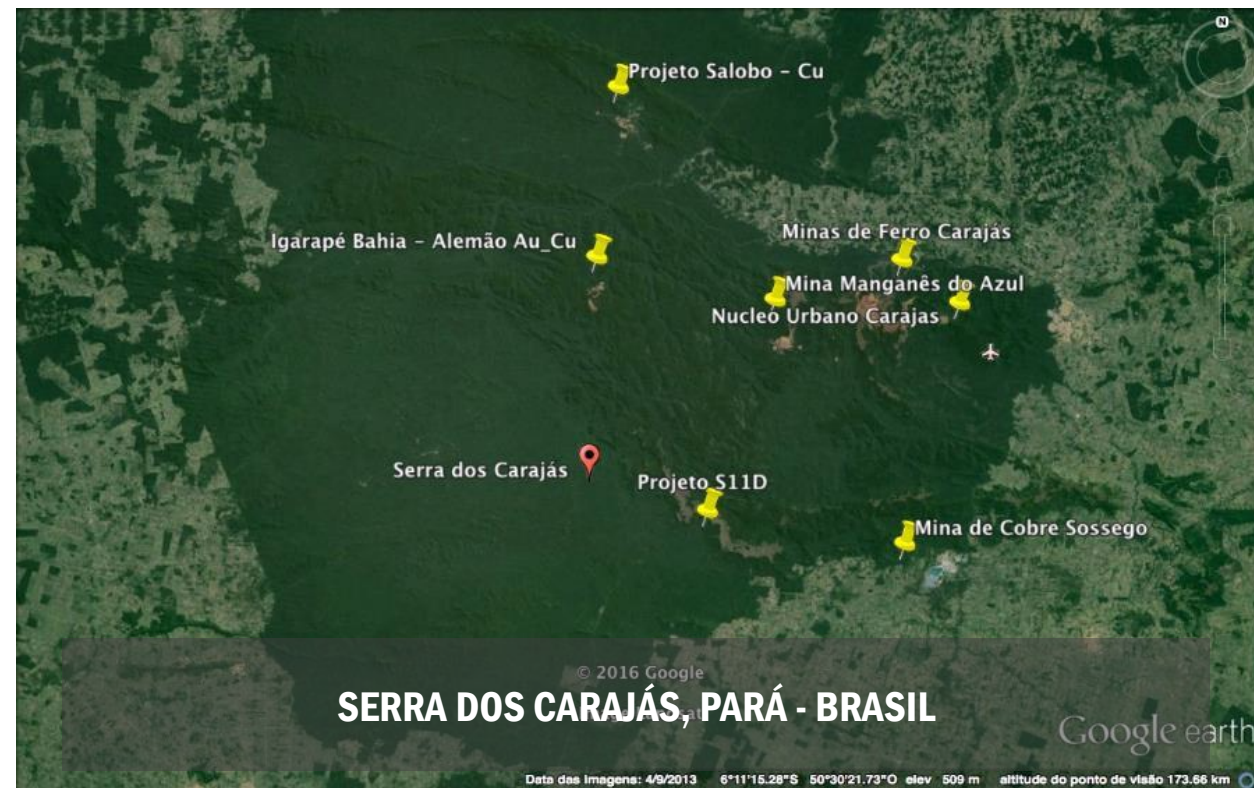 N
Projeto Salobo – Cu
Igarapé Bahia – Alemão Au_Cu
Minas de Ferro Carajás
Mina Manganês do Azul
Nucleo Urbano Carajas
Serra dos Carajás
Projeto S11D
Mina de Cobre Sossego
© 2016 Google
SERRA DOS CARAJÁS, PARÁ - BRASIL
Google earth
Data das Imagens: 4/9/2013 6°11'15.28"S 50°30'21.73"O elev 509 m altitude do ponto de visão 173.66 km